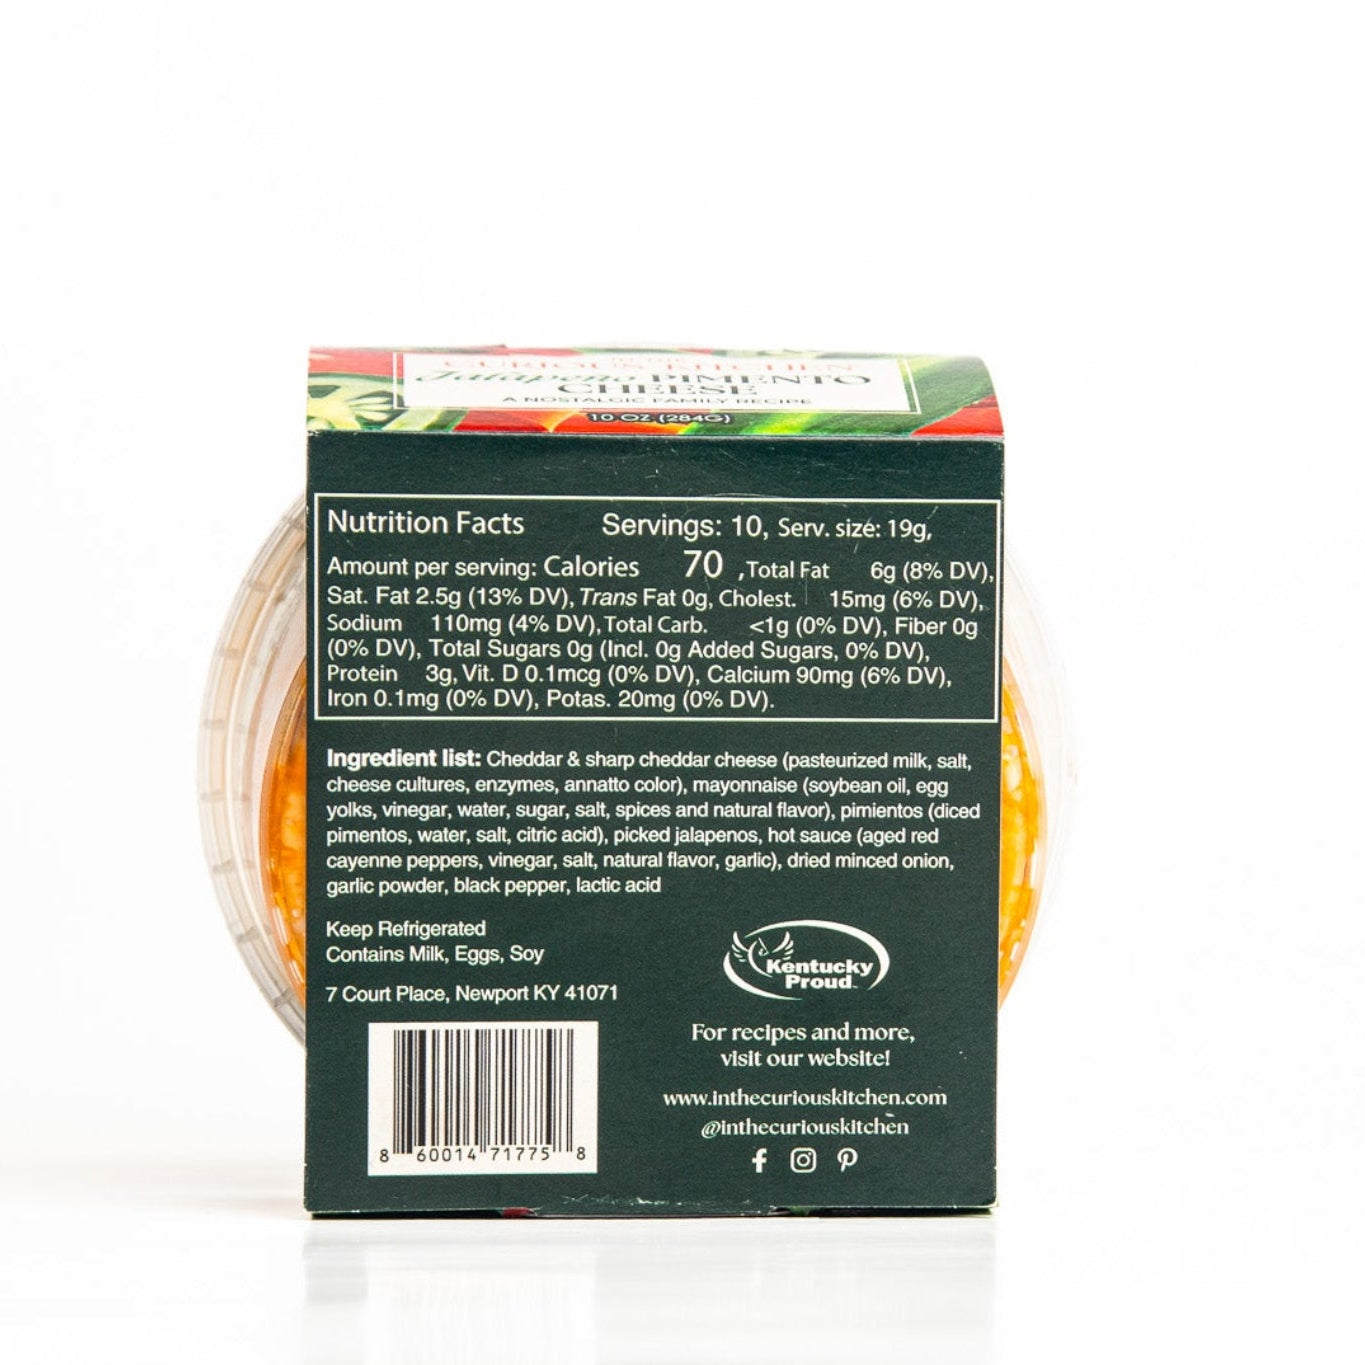 IN THE
CURIOUS KITCHEN
Jalapeño PIMENTO
CHEESE
A NOSTALGIC FAMILY RECIPE
10 OZ (284G)
Nutrition Facts Servings: 10, Serv. size: 19g,
Amount per serving: Calories 70 ,Total Fat 6g (8% DV),
Sat. Fat 2.5g (13% DV), Trans Fat 0g, Cholest. 15mg (6% DV),
Sodium 110mg (4% DV), Total Carb. <1g (0% DV), Fiber 0g
(0% DV), Total Sugars 0g (Incl. 0g Added Sugars, 0% DV),
Protein 3g, Vit. D 0.1mcg (0% DV), Calcium 90mg (6% DV),
Iron 0.1mg (0% DV), Potas. 20mg (0% DV).
Ingredient list: Cheddar & sharp cheddar cheese (pasteurized milk, salt,
cheese cultures, enzymes, annatto color), mayonnaise (soybean oil, egg
yolks, vinegar, water, sugar, salt, spices and natural flavor), pimientos (diced
pimentos, water, salt, citric acid), picked jalapenos, hot sauce (aged red
cayenne peppers, vinegar, salt, natural flavor, garlic), dried minced onion,
garlic powder, black pepper, lactic acid
Keep Refrigerated
Contains Milk, Eggs, Soy
7 Court Place, Newport KY 41071
8 60014 71775 8
Kentucky
Proud
For recipes and more,
visit our website!
www.inthecuriouskitchen.com
@inthecuriouskitchen